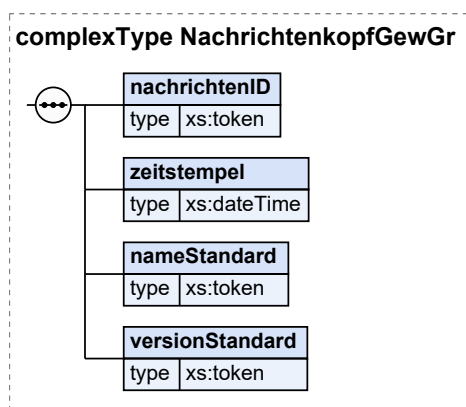 complexType NachrichtenkopfGewGr
nachrichtenID
type xs:token
zeitstempel
type xs:dateTime
nameStandard
type xs:token
versionStandard
type xs:token